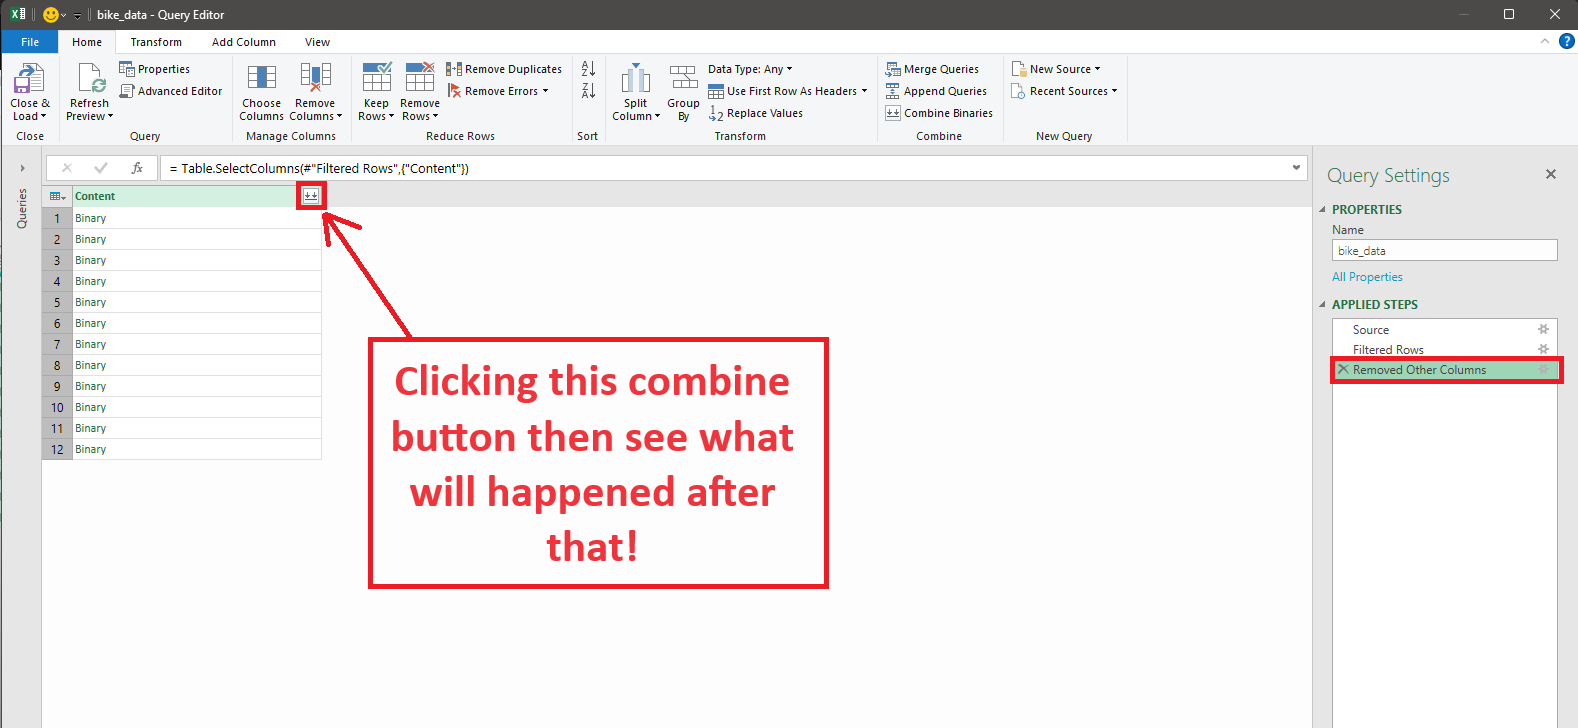 bike_data - Query Editor
File Home Transform Add Column View
Close & Load
Close
Refresh Preview
Properties
Advanced Editor
Query
Choose Columns
Remove Columns
Manage Columns
Keep Rows
Remove Rows
Remove Duplicates
Remove Errors
Reduce Rows
A Z
Z A
Sort
Split Column
Group By
Data Type: Any
Use First Row As Headers
1 2 Replace Values
Transform
Merge Queries
Append Queries
Combine Binaries
Combine
New Source
Recent Sources
New Query
Queries
fx = Table.SelectColumns(#"Filtered Rows",{"Content"})
Content
1 Binary
2 Binary
3 Binary
4 Binary
5 Binary
6 Binary
7 Binary
8 Binary
9 Binary
10 Binary
11 Binary
12 Binary
Clicking this combine
button then see what
will happened after
that!
Query Settings
PROPERTIES
Name
bike_data
All Properties
APPLIED STEPS
Source
Filtered Rows
Removed Other Columns